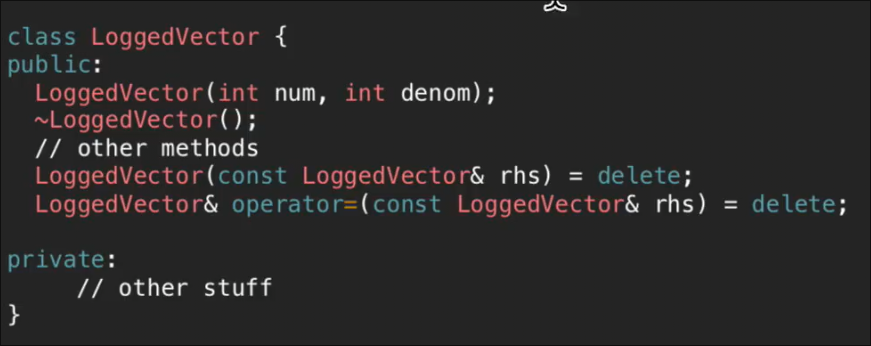 class LoggedVector {
public:
  LoggedVector(int num, int denom);
  ~LoggedVector();
  // other methods
  LoggedVector(const LoggedVector& rhs) = delete;
  LoggedVector& operator=(const LoggedVector& rhs) = delete;

private:
     // other stuff
}